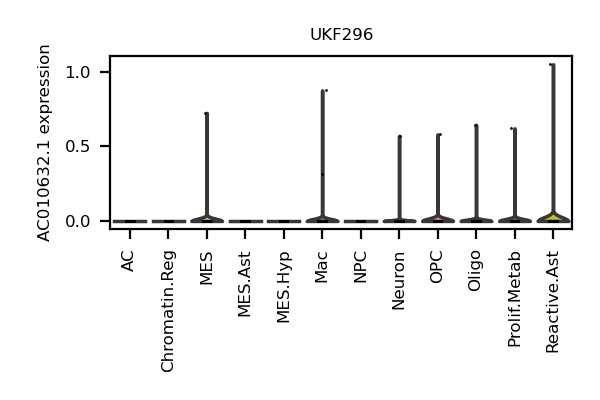 UKF296
AC010632.1 expression
1.0
0.5
0.0
AC
Chromatin.Reg
MES
MES.Ast
MES.Hyp
Mac
NPC
Neuron
OPC
Oligo
Prolif.Metab
Reactive.Ast